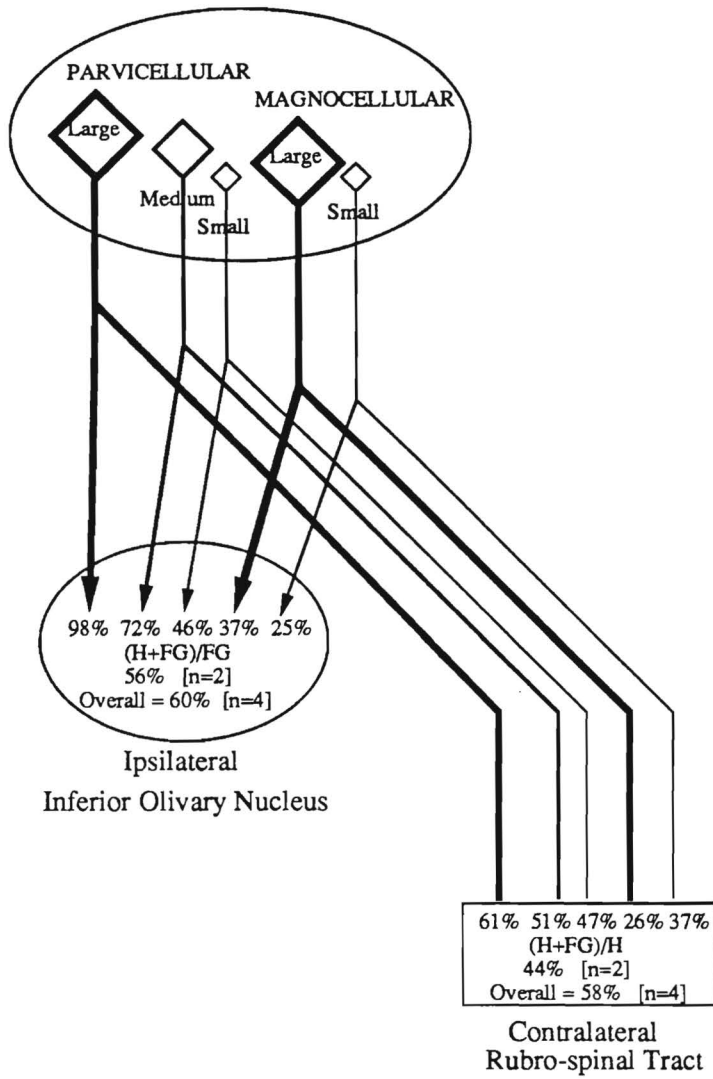 PARVICELLULAR
MAGNOCELLULAR
Large
Large
Medium
Small
Small
98% 72% 46% 37% 25%
(H+FG)/FG
56% [n=2]
Overall = 60% [n=4]
Ipsilateral
Inferior Olivary Nucleus
61% 51% 47% 26% 37%
(H+FG)/H
44% [n=2]
Overall = 58% [n=4]
Contralateral
Rubro-spinal Tract